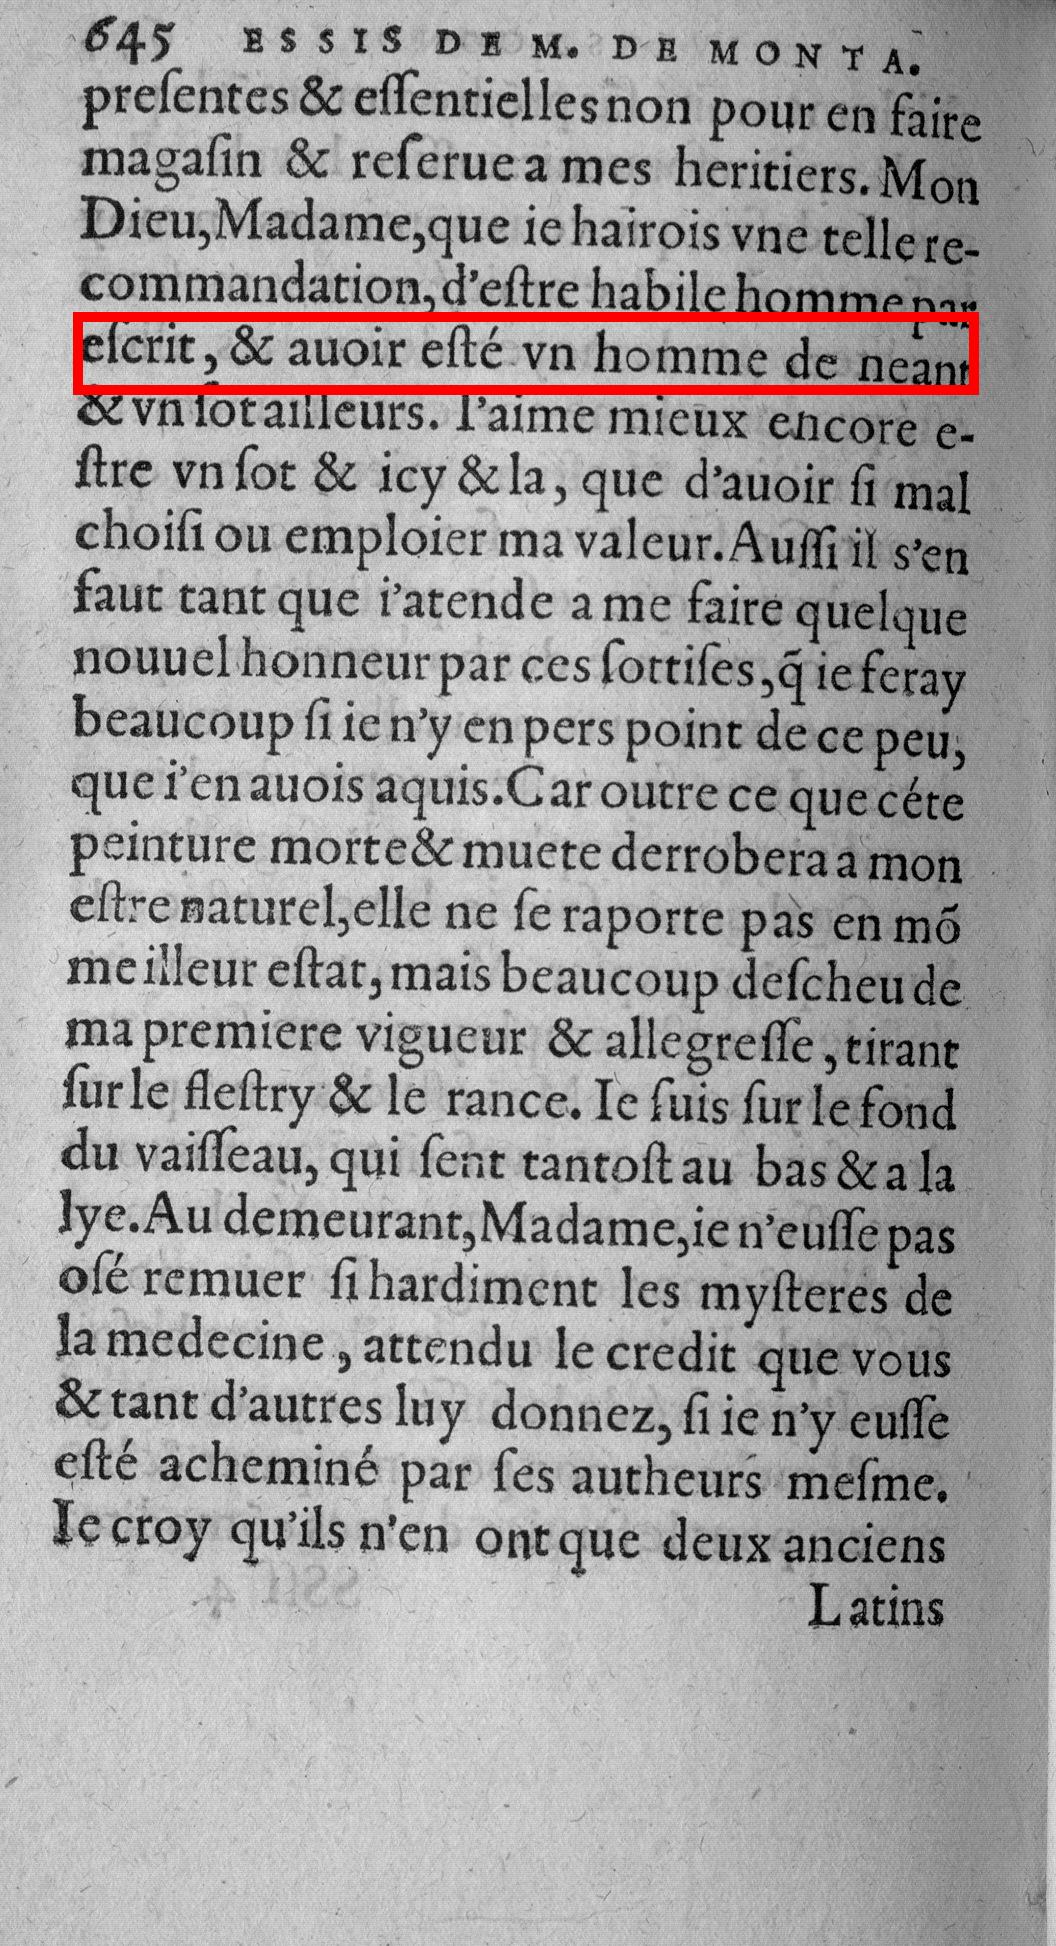 645 ESSIS DE M. DE MONTA.
preſentes & eſſentielles non pour en faire
magaſin & reſerue a mes heritiers. Mon
Dieu, Madame, que ie hairois vne telle re-
commandation, d'eſtre habile homme par
eſcrit, & auoir eſté vn homme de neant
& vn ſot ailleurs. I'aime mieux encore e-
ſtre vn ſot & icy & la, que d'auoir ſi mal
choiſi ou emploier ma valeur. Auſſi il s'en
faut tant que i'atende a me faire quelque
nouuel honneur par ces ſottiſes, q̃ ie feray
beaucoup ſi ie n'y en pers point de ce peu,
que i'en auois aquis. Car outre ce que céte
peinture morte & muete derrobera a mon
eſtre naturel, elle ne ſe raporte pas en mõ
meilleur eſtat, mais beaucoup deſcheu de
ma premiere vigueur & allegreſſe, tirant
ſur le fleſtry & le rance. Ie ſuis ſur le fond
du vaiſſeau, qui ſent tantoſt au bas & a la
lye. Au demeurant, Madame, ie n'euſſe pas
oſé remuer ſi hardiment les myſteres de
la medecine, attendu le credit que vous
& tant d'autres luy donnez, ſi ie n'y euſſe
eſté acheminé par ſes autheurs meſme.
Ie croy qu'ils n'en ont que deux anciens
Latins